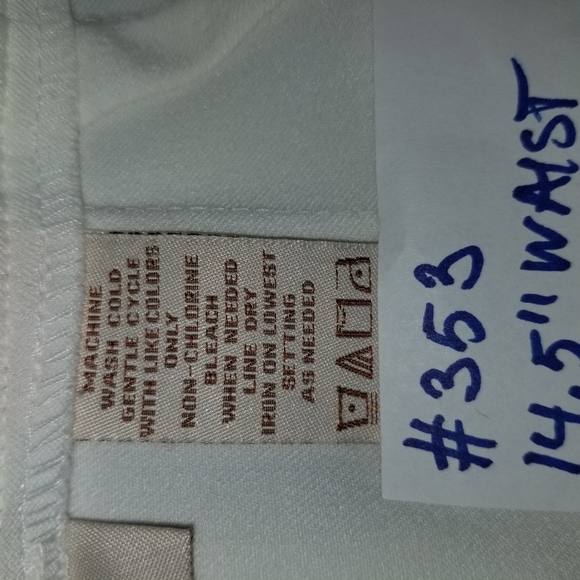 MACHINE
WASH COLD
GENTLE CYCLE
WITH LIKE COLORS
ONLY
NON-CHLORINE
BLEACH
WHEN NEEDED
LINE DRY
IRON ON LOWEST
SETTING
AS NEEDED
#353
14.5" WAIST